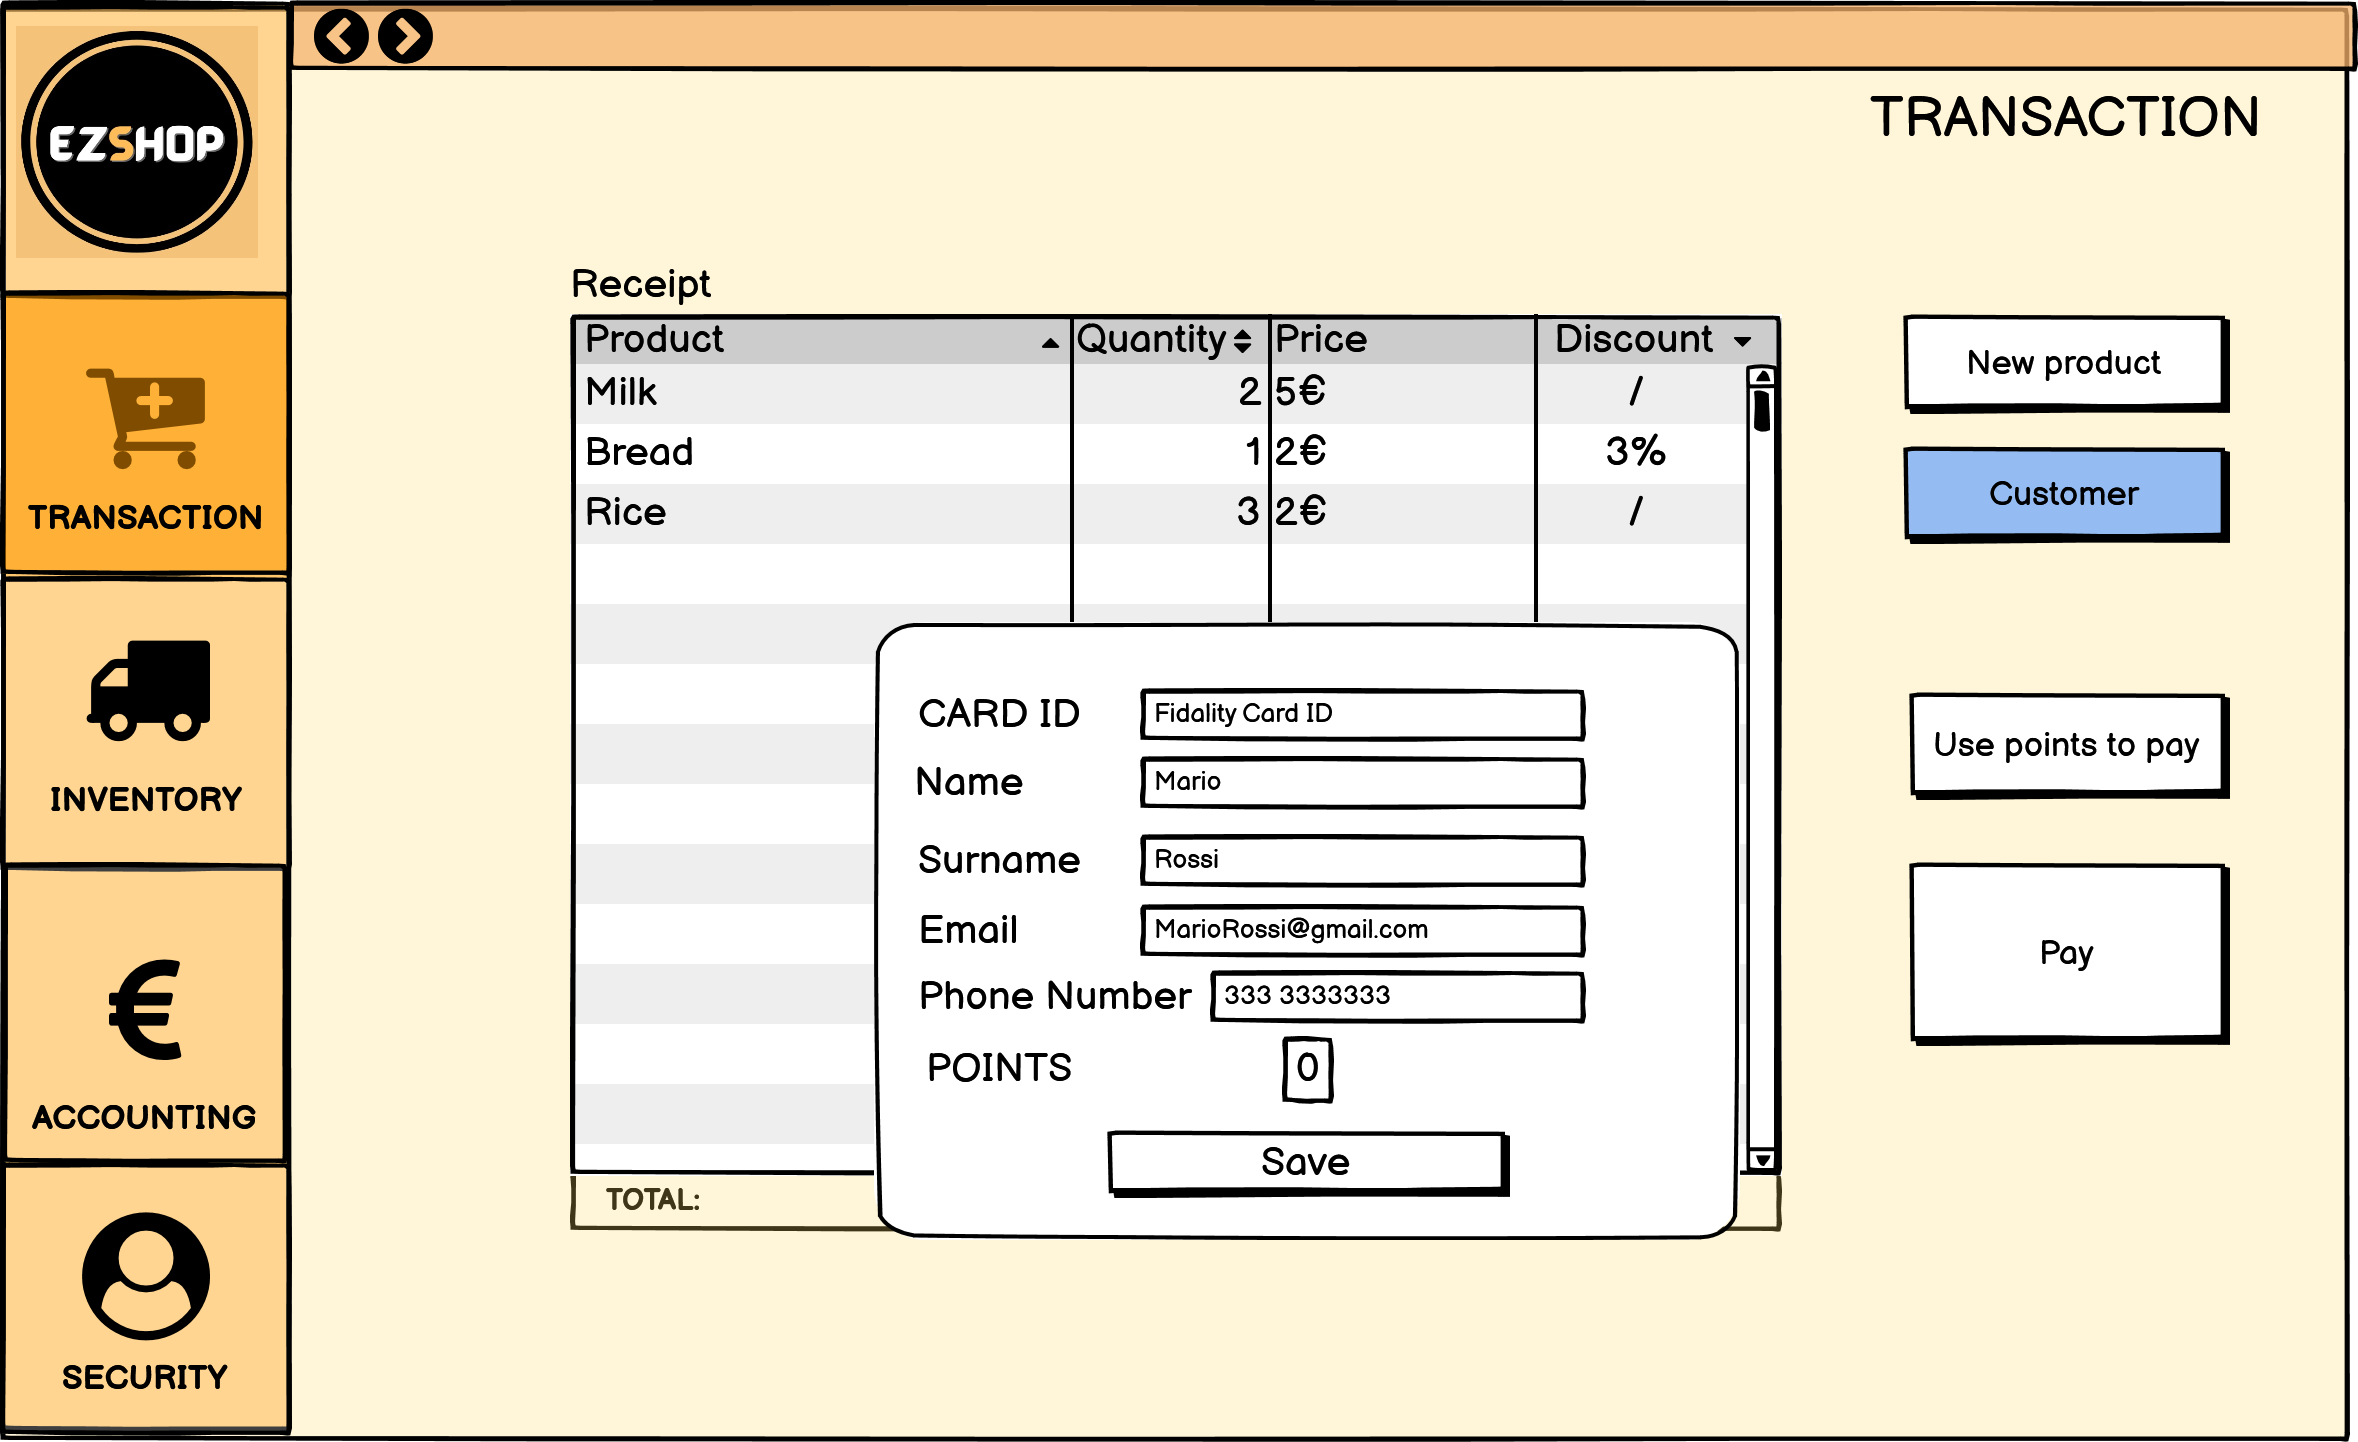 EZSHOP
TRANSACTION
INVENTORY
ACCOUNTING
SECURITY
TRANSACTION
Receipt
Product Quantity Price Discount
Milk 2 5€ /
Bread 1 2€ 3%
Rice 3 2€ /
TOTAL:
CARD ID Fidality Card ID
Name Mario
Surname Rossi
Email MarioRossi@gmail.com
Phone Number 333 3333333
POINTS 0
Save
New product
Customer
Use points to pay
Pay